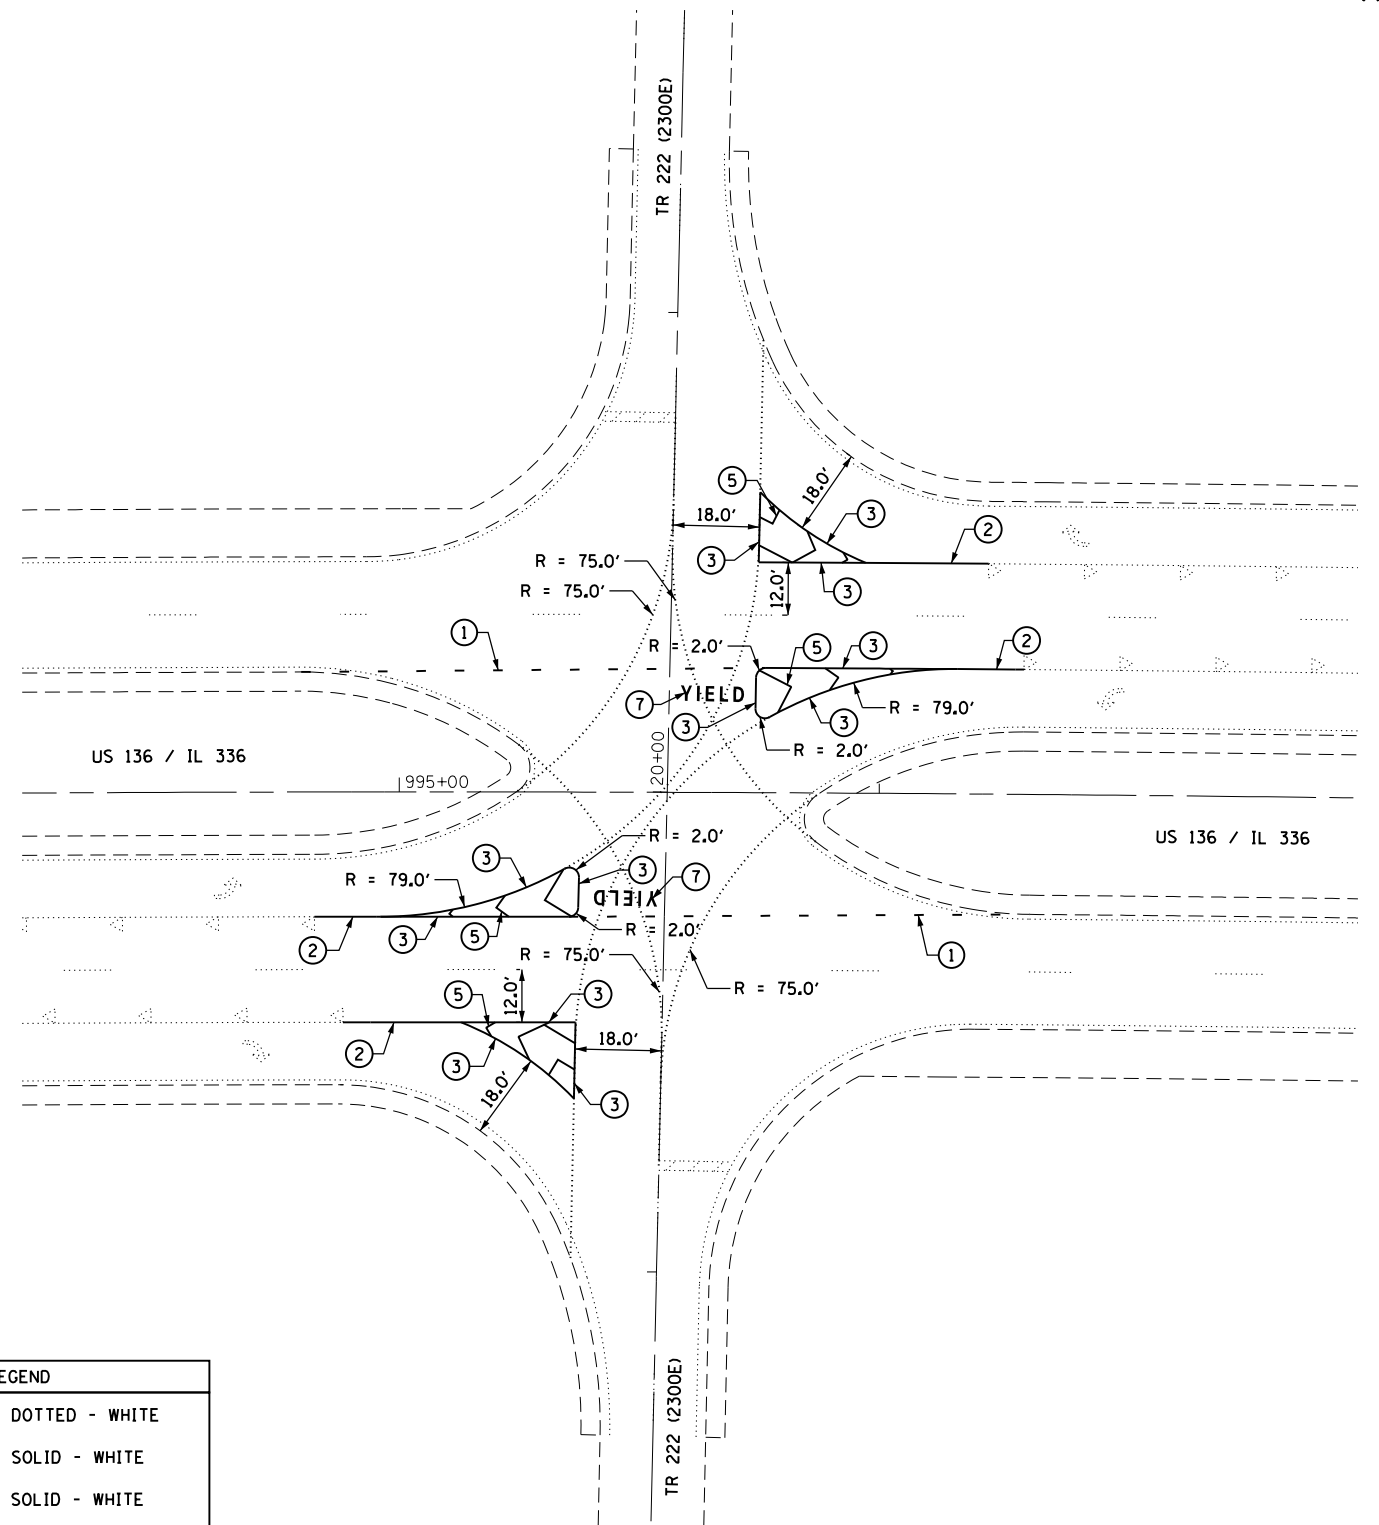 TR 222 (2300E)
5
18.0'
3
18.0'
2
R = 75.0'
3
R = 75.0'
12.0'
3
1
R = 2.0'
5
3
2
YIELD
7
R = 79.0'
3
3
R = 2.0'
US 136 / IL 336
20+00
995+00
R = 2.0'
US 136 / IL 336
3
3
R = 79.0'
7
YIELD
R = 2.0'
3
5
2
R = 75.0'
1
R = 75.0'
5
12.0'
3
18.0'
2
3
18.0'
3
TR 222 (2300E)
EGEND
DOTTED - WHITE
SOLID - WHITE
SOLID - WHITE